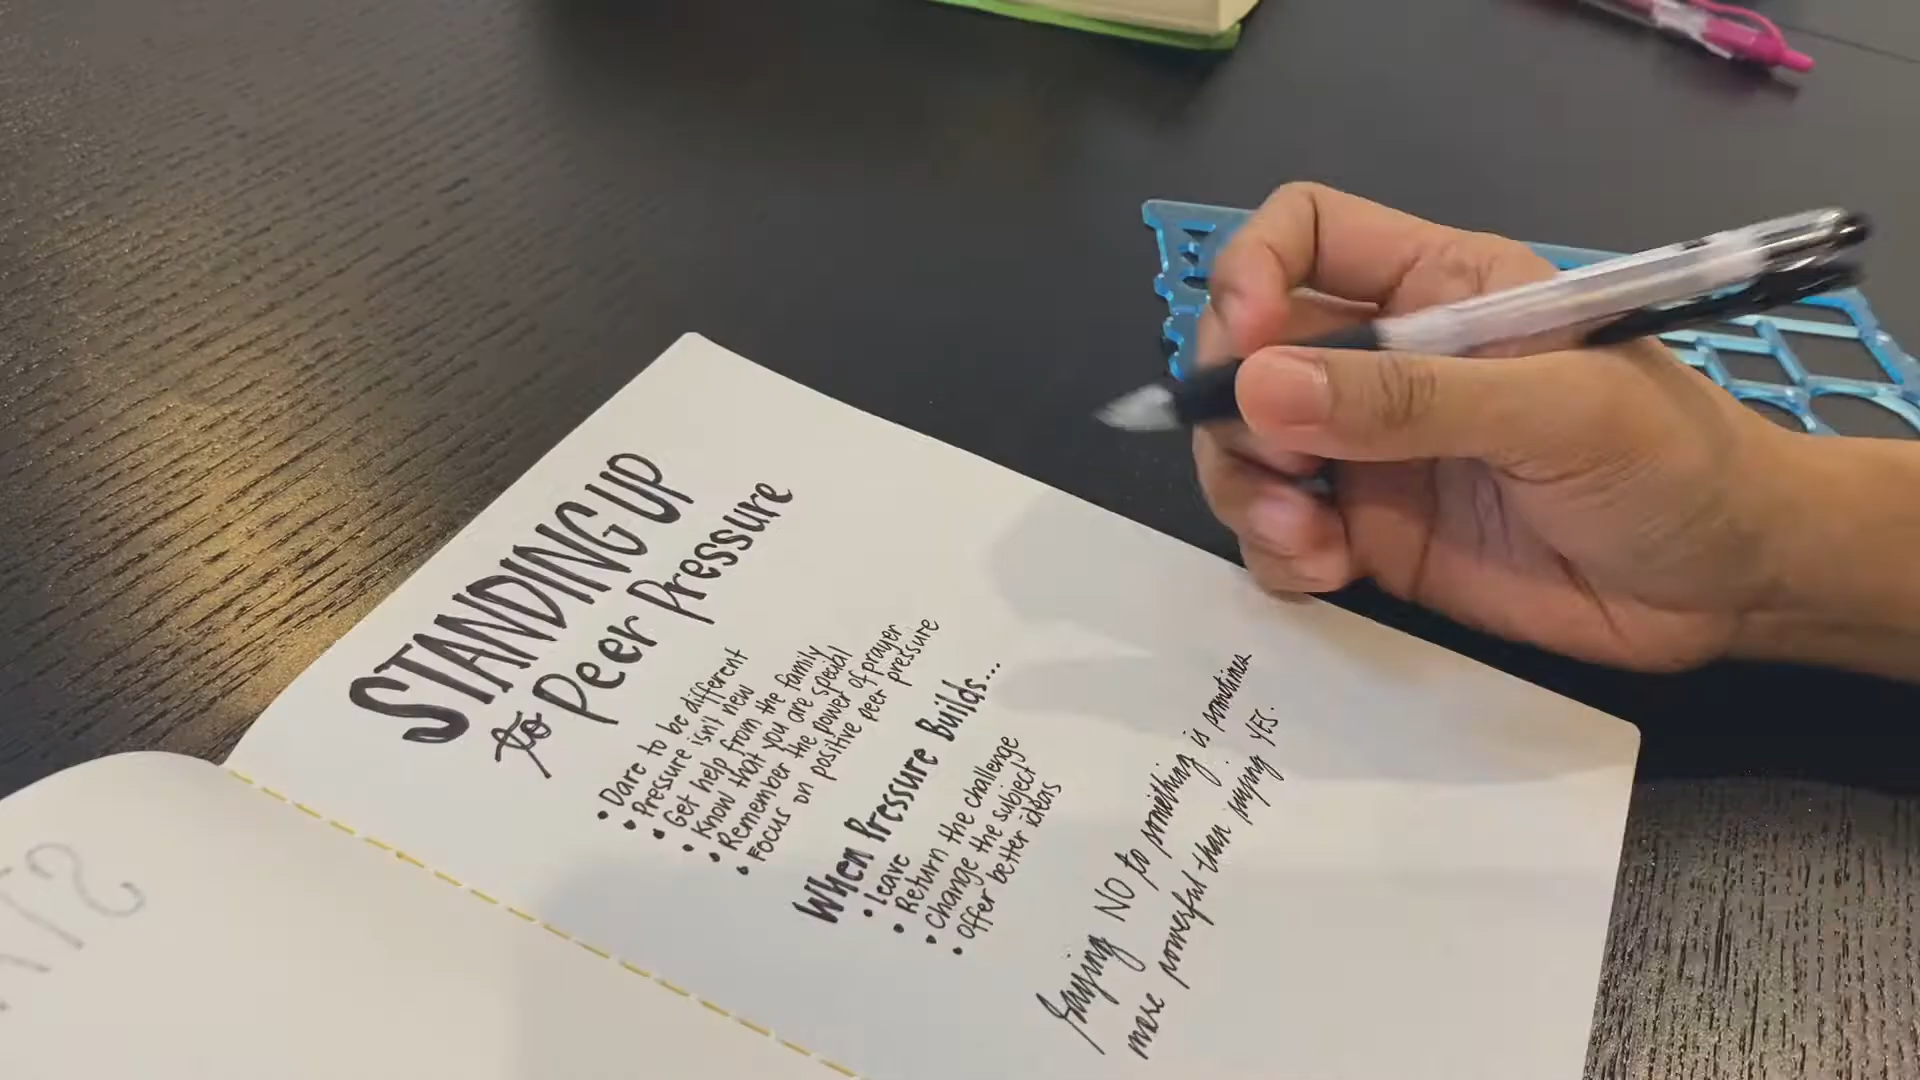 STANDING UP
to Peer Pressure
• Dare to be different
• Pressure isn't new
• Get help from the family
• Know that you are special
• Remember the power of prayer
• Focus on positive peer pressure
When Pressure Builds...
• Leave
• Return the challenge
• Change the subject
• Offer better ideas
Saying NO to something is sometimes
more powerful than saying YES.